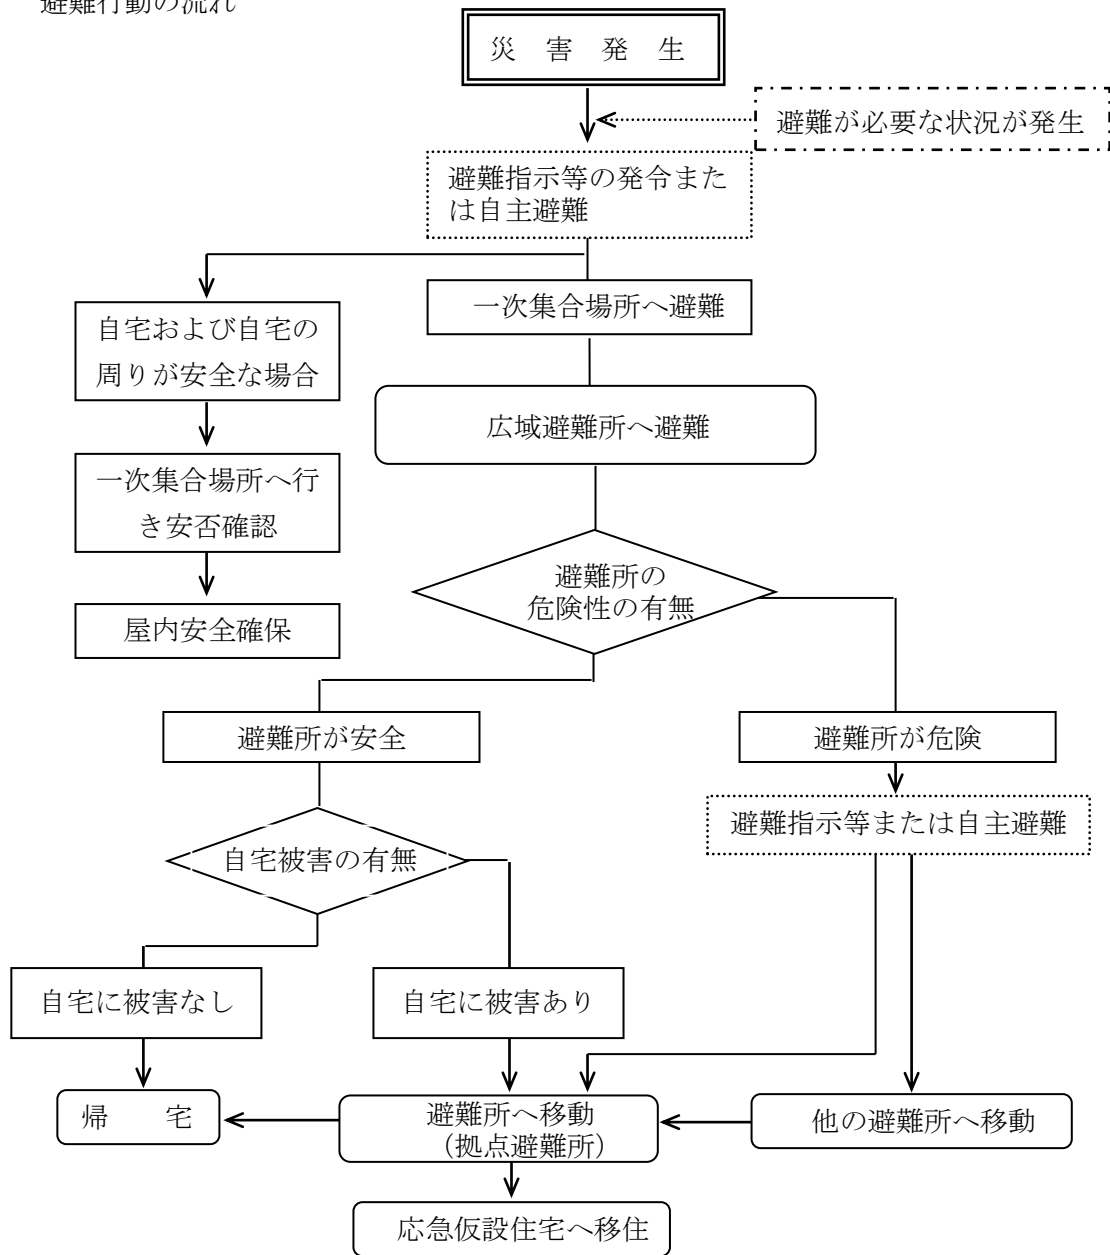 避難行動の流れ
災　害　発　生
避難が必要な状況が発生
避難指示等の発令また
は自主避難
一次集合場所へ避難
自宅および自宅の
周りが安全な場合
広域避難所へ避難
一次集合場所へ行
き安否確認
避難所の
危険性の有無
屋内安全確保
避難所が安全
避難所が危険
避難指示等または自主避難
自宅被害の有無
自宅に被害なし
自宅に被害あり
帰　　宅
避難所へ移動
（拠点避難所）
他の避難所へ移動
応急仮設住宅へ移住